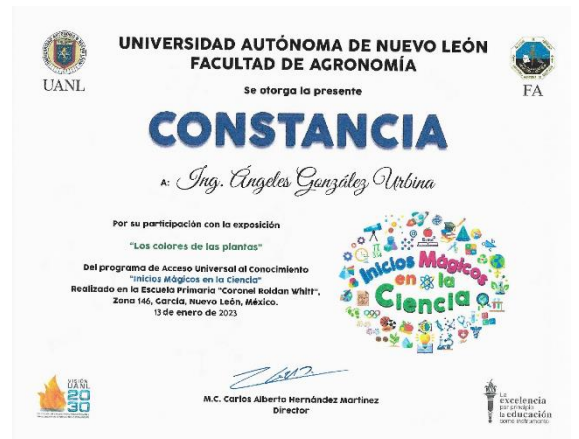 UNIVERSIDAD AUTÓNOMA DE NUEVO LEÓN
FACULTAD DE AGRONOMÍA
UANL
FA
Se otorga la presente
CONSTANCIA
A: Ing. Ángeles González Urbina
Por su participación con la exposición
"Los colores de las plantas"
Del programa de Acceso Universal al Conocimiento
"Inicios Mágicos en la Ciencia"
Realizado en la Escuela Primaria "Coronel Roldan Whitt",
Zona 146, García, Nuevo León, México.
13 de enero de 2023
Inicios Mágicos
en la
Ciencia
M.C. Carlos Alberto Hernández Martínez
Director
VISIÓN
UANL
20
30
La
excelencia
por principio
la educación
como instrumento